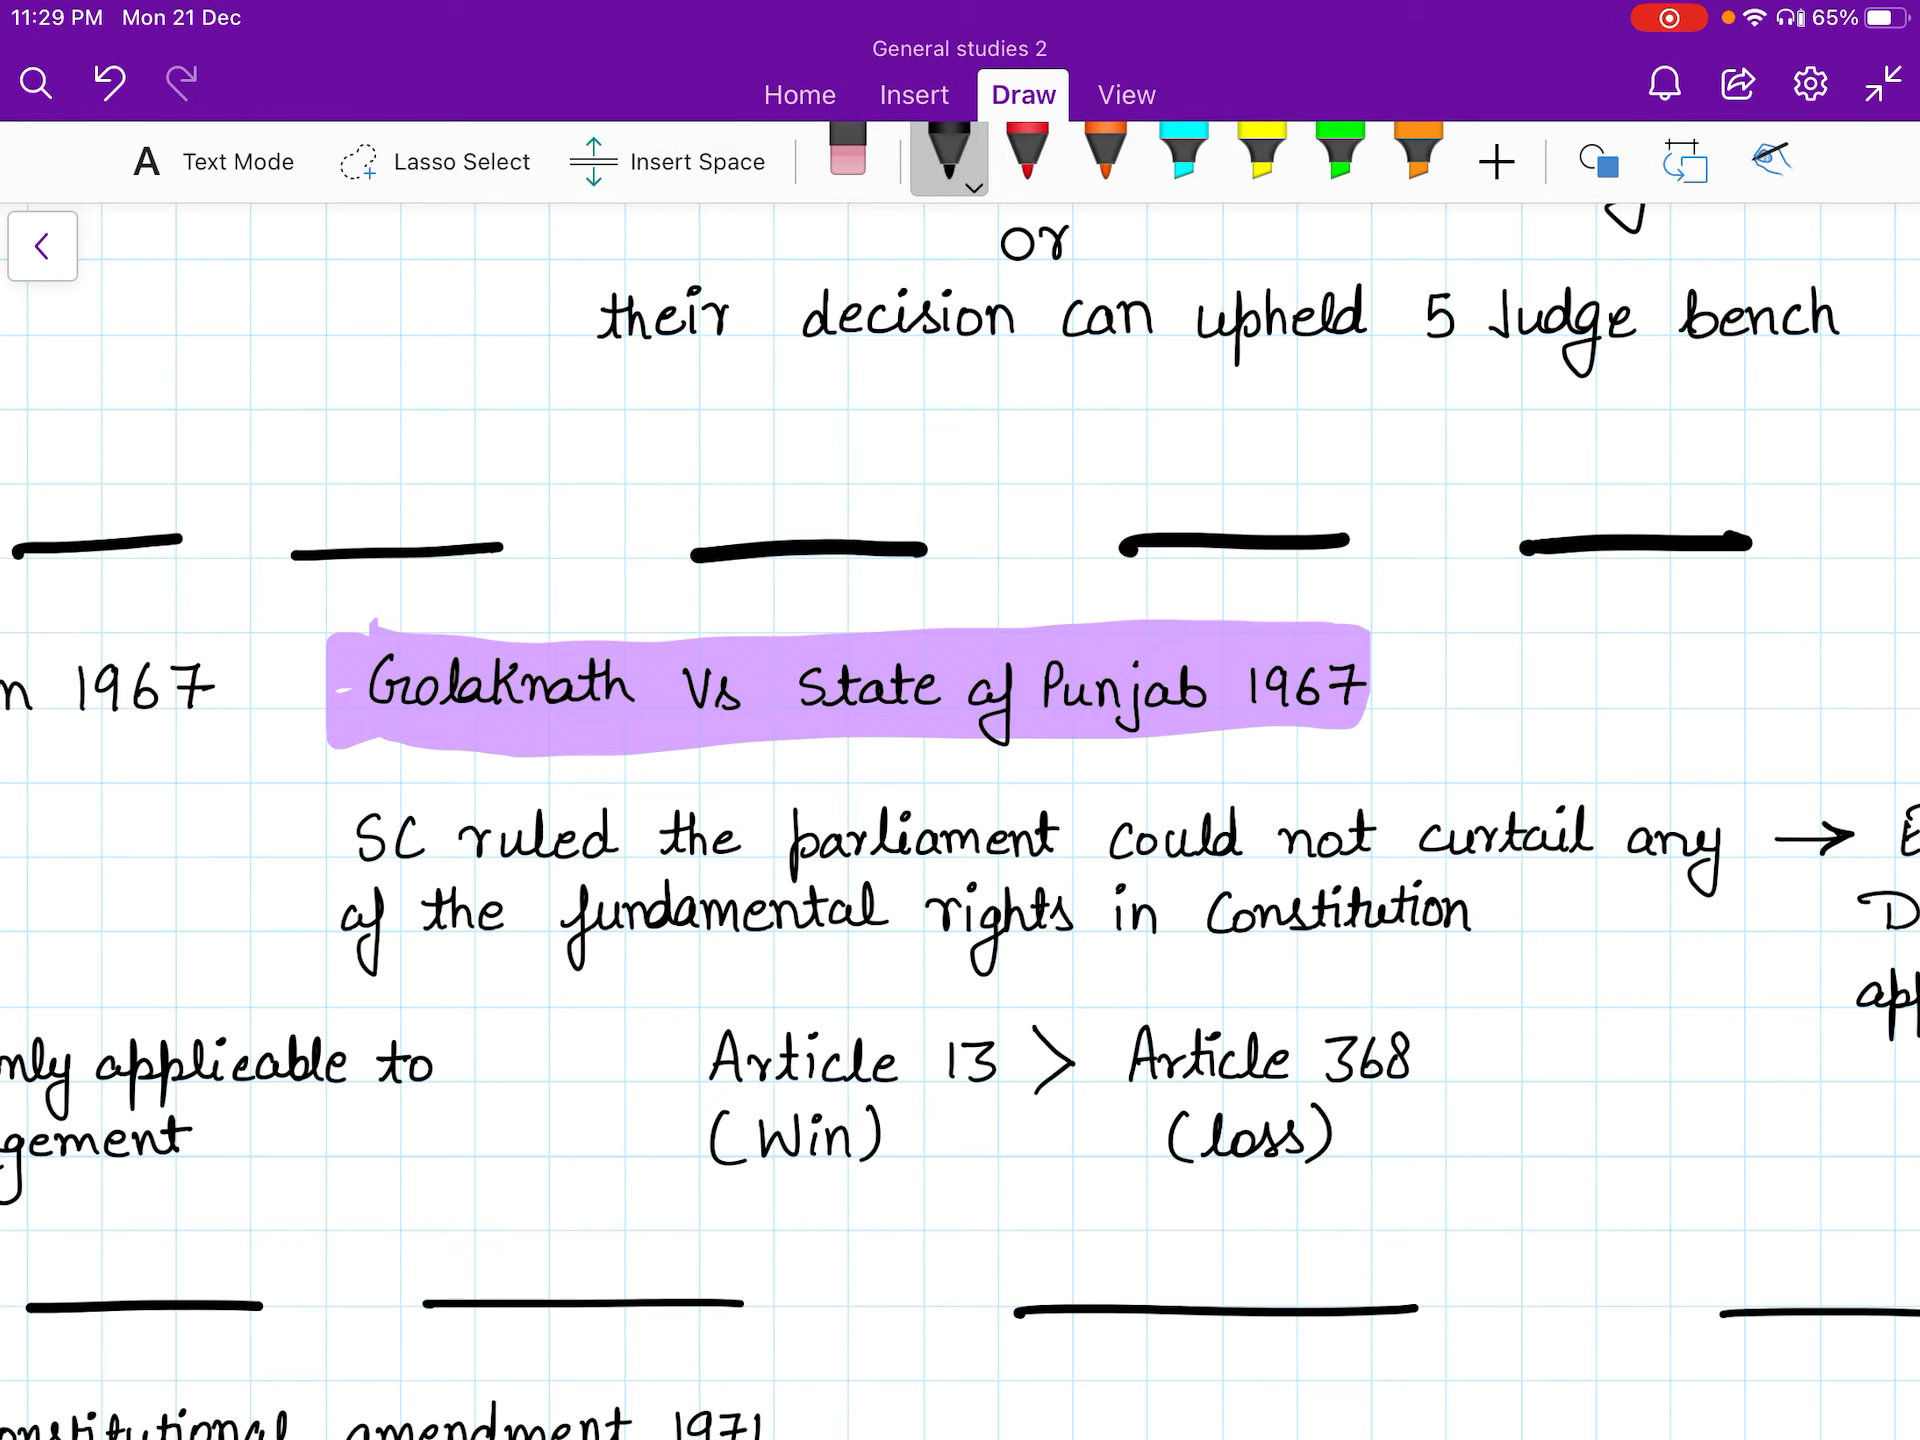 11:29 PM Mon 21 Dec
65%
General studies 2
Home Insert Draw View
A Text Mode Lasso Select Insert Space
or
their decision can upheld 5 Judge bench
1967 - Golaknath Vs State of Punjab 1967
SC ruled the parliament could not curtail any →
of the fundamental rights in Constitution
applicable to Article 13 > Article 368
(Win) (loss)
amendment 1971